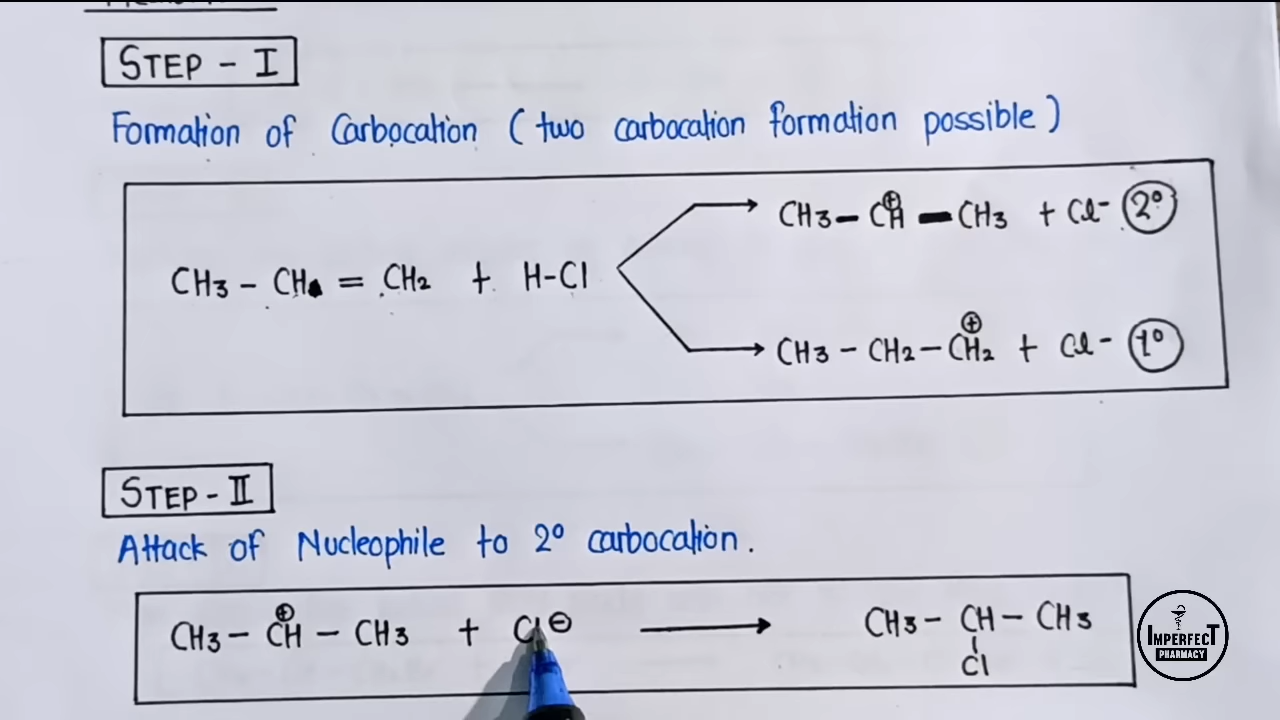 STEP - I
Formation of Carbocation ( two carbocation formation possible )
CH3 - CH⊕ - CH3 + Cl- 2°
CH3 - CH = CH2 + H-Cl
CH3 - CH2 - CH2⊕ + Cl- 1°
STEP - II
Attack of Nucleophile to 2° carbocation.
CH3 - CH⊕ - CH3 + Cl⊖ ⟶ CH3 - CH - CH3
Cl
IMPERFECT
PHARMACY